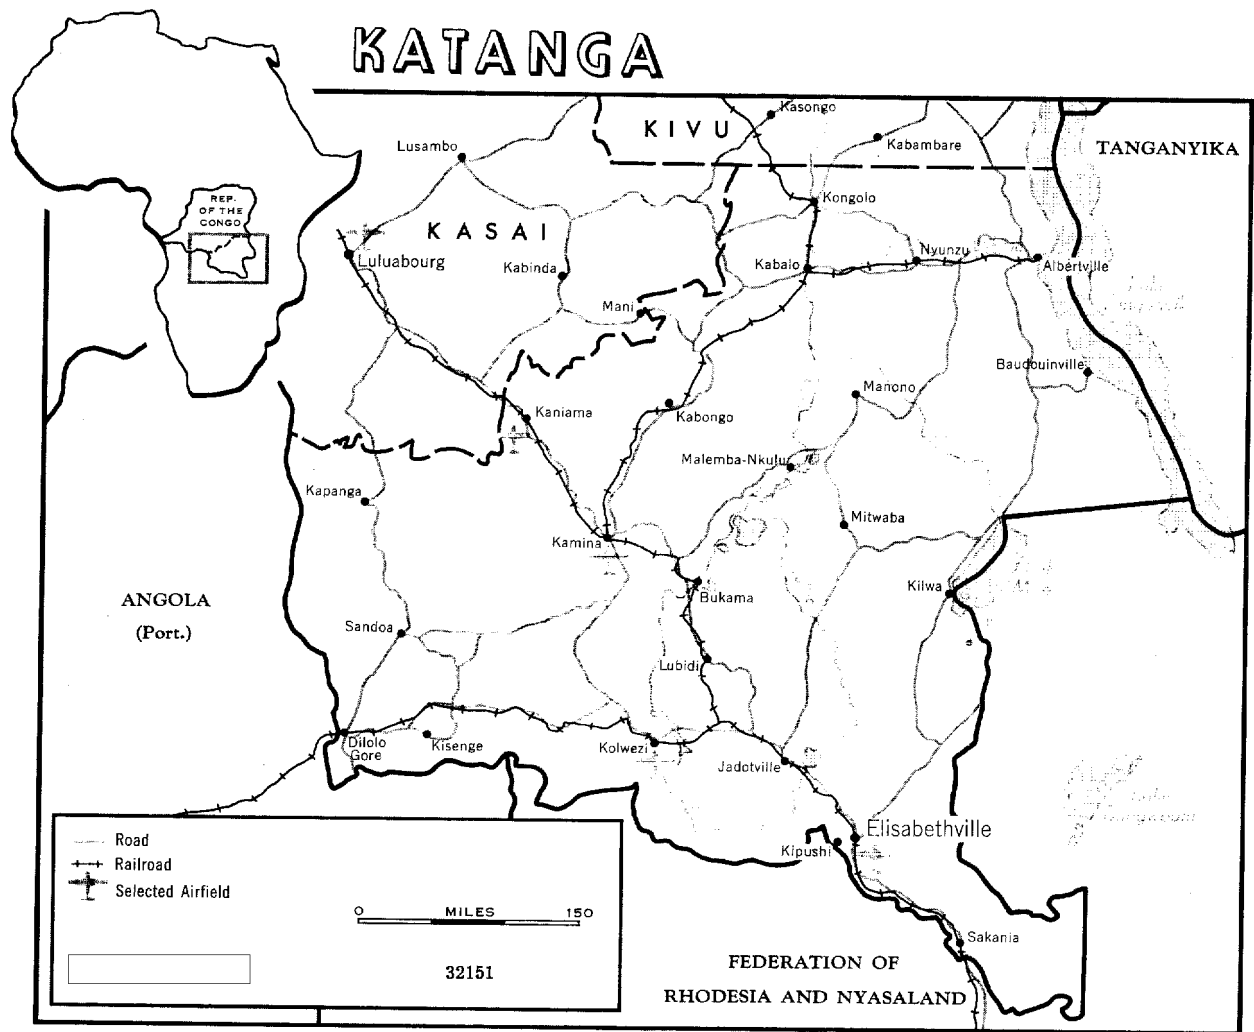 KATANGA
REP.
OF THE
CONGO
Kasongo
KIVU
Kabambare
TANGANYIKA
Lusambo
Kongolo
KASAI
Luluabourg
Kabinda
Kabalo
Nyunzu
Albertville
Lake
Mani
Baudouinville
Manono
Kaniama
Kabongo
Malemba-Nkulu
Kapanga
Mitwaba
Kamina
Kilwa
ANGOLA
(Port.)
Bukama
Sandoa
Lubidi
Dilolo
Gore
Kisenge
Kolwezi
Jadotville
Lake
Elisabethville
Kipushi
Sakania
FEDERATION OF
RHODESIA AND NYASALAND
Road
Railroad
Selected Airfield
0 MILES 150
32151